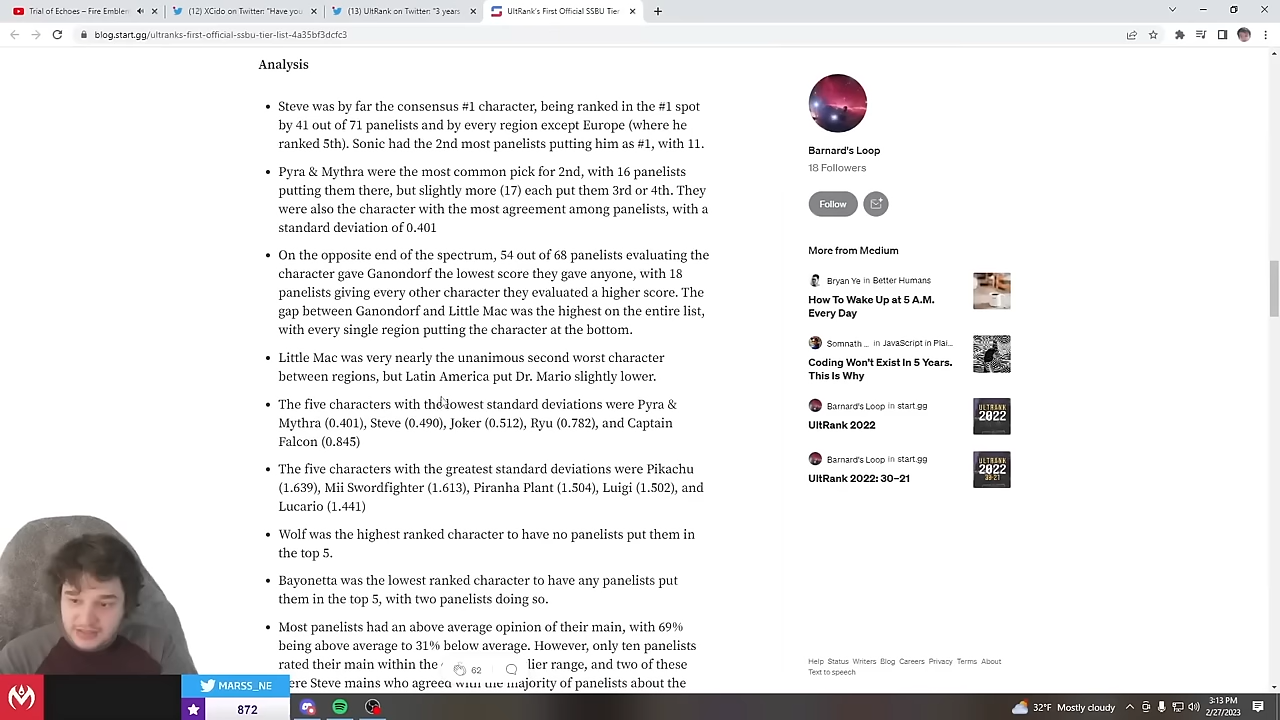 Trial of Echoes – Fire Emblem
(12) XCido on Twitter: "Have you
(13) UltRank on Twitter: "3 years
UltRank's First Official SSBU Tier
blog.start.gg/ultranks-first-official-ssbu-tier-list-4a35bf3dcfc3
Analysis
Steve was by far the consensus #1 character, being ranked in the #1 spot
by 41 out of 71 panelists and by every region except Europe (where he
ranked 5th). Sonic had the 2nd most panelists putting him as #1, with 11.
Pyra & Mythra were the most common pick for 2nd, with 16 panelists
putting them there, but slightly more (17) each put them 3rd or 4th. They
were also the character with the most agreement among panelists, with a
standard deviation of 0.401
On the opposite end of the spectrum, 54 out of 68 panelists evaluating the
character gave Ganondorf the lowest score they gave anyone, with 18
panelists giving every other character they evaluated a higher score. The
gap between Ganondorf and Little Mac was the highest on the entire list,
with every single region putting the character at the bottom.
Little Mac was very nearly the unanimous second worst character
between regions, but Latin America put Dr. Mario slightly lower.
The five characters with the lowest standard deviations were Pyra &
Mythra (0.401), Steve (0.490), Joker (0.512), Ryu (0.782), and Captain
Falcon (0.845)
The five characters with the greatest standard deviations were Pikachu
(1.639), Mii Swordfighter (1.613), Piranha Plant (1.504), Luigi (1.502), and
Lucario (1.441)
Wolf was the highest ranked character to have no panelists put them in
the top 5.
Bayonetta was the lowest ranked character to have any panelists put
them in the top 5, with two panelists doing so.
Most panelists had an above average opinion of their main, with 69%
being above average to 31% below average. However, only ten panelists
rated their main within the lier range, and two of these
ere Steve mains who agreed with the majority of panelists about the
62
Barnard's Loop
18 Followers
Follow
More from Medium
Bryan Ye in Better Humans
How To Wake Up at 5 A.M.
Every Day
Somnath ... in JavaScript in Plai...
Coding Won't Exist In 5 Years.
This Is Why
Barnard's Loop in start.gg
UltRank 2022
ULTRANK
2022
Barnard's Loop in start.gg
UltRank 2022: 30–21
ULTRANK
2022
Help Status Writers Blog Careers Privacy Terms About
Text to speech
MARSS_NE
872
32°F Mostly cloudy
3:13 PM
2/27/2023